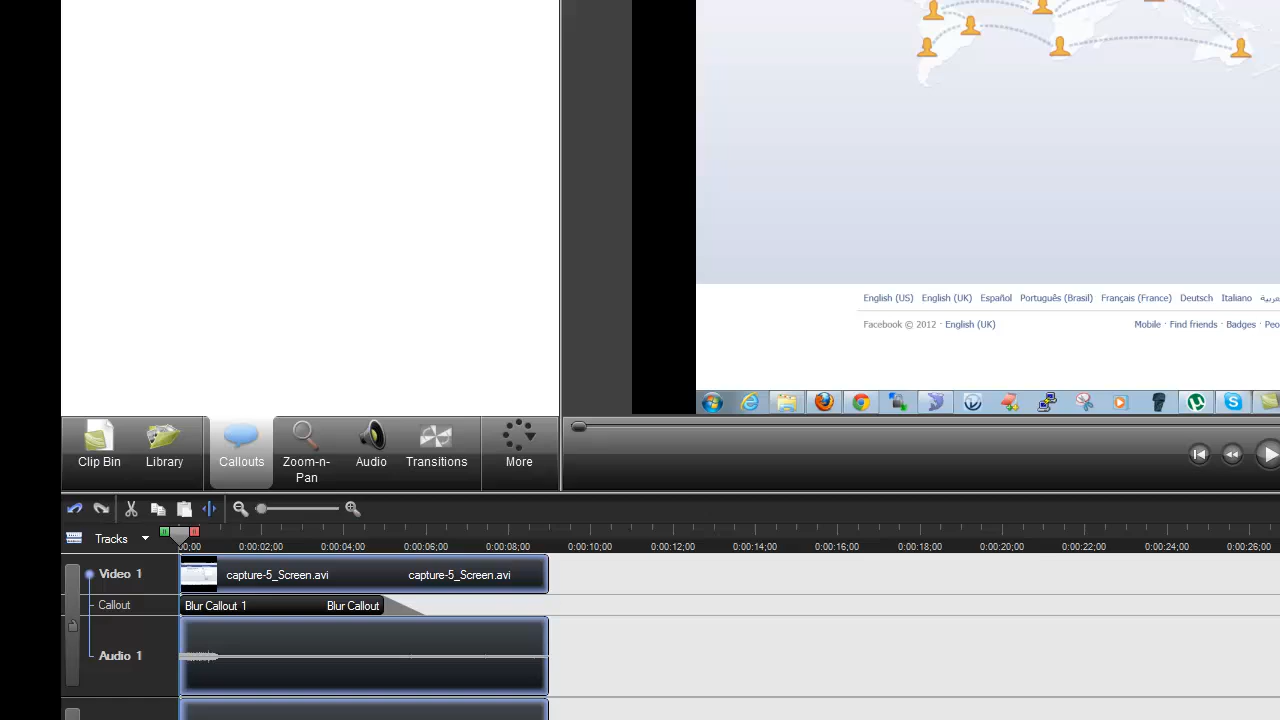 English (US) English (UK) Español Português (Brasil) Français (France) Deutsch Italiano
Facebook © 2012 · English (UK) Mobile · Find friends · Badges ·
Clip Bin Library Callouts Zoom-n-Pan Audio Transitions More
Tracks
0:00:02;00 0:00:04;00 0:00:06;00 0:00:08;00 0:00:10;00 0:00:12;00 0:00:14;00 0:00:16;00 0:00:18;00 0:00:20;00 0:00:22;00 0:00:24;00 0:00:26;00
Video 1 capture-5_Screen.avi capture-5_Screen.avi
Callout Blur Callout 1 Blur Callout
Audio 1